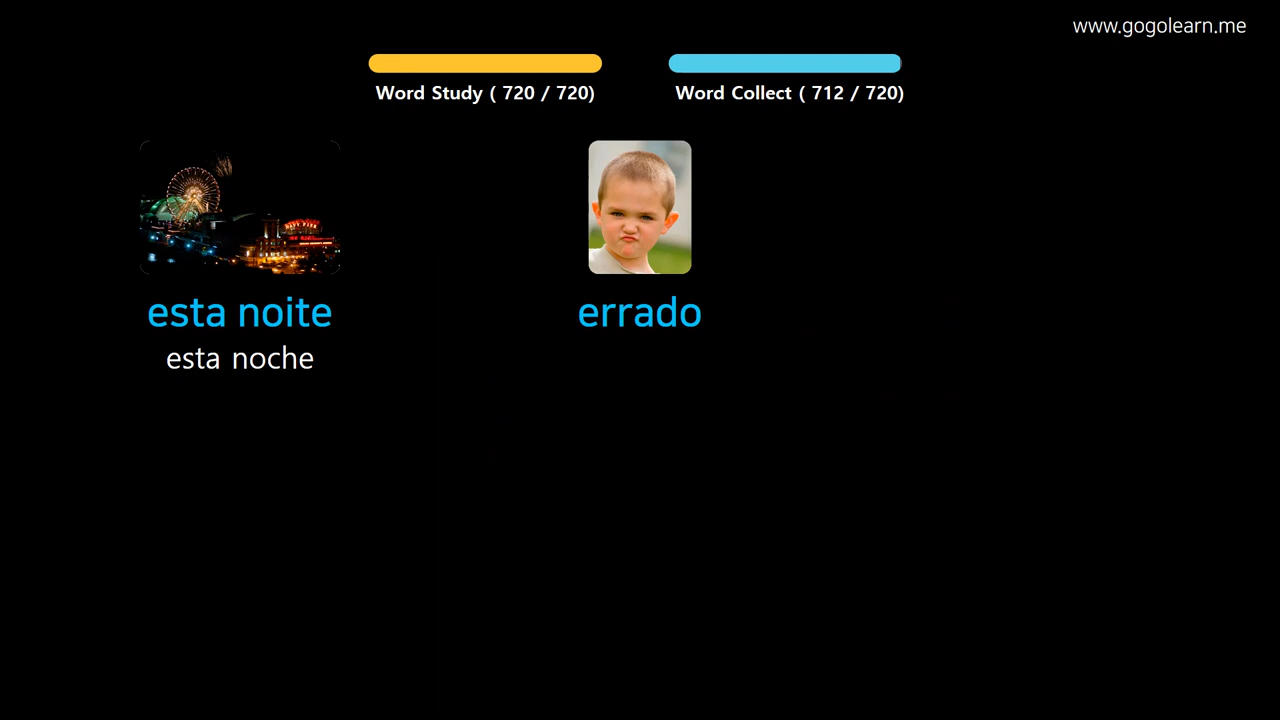 www.gogolearn.me
Word Study ( 720 / 720)
Word Collect ( 712 / 720)
esta noite
errado
esta noche